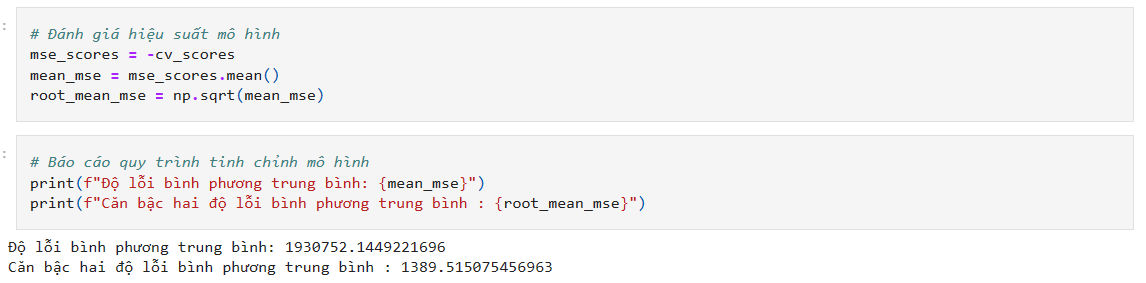 :
# Đánh giá hiệu suất mô hình
mse_scores = -cv_scores
mean_mse = mse_scores.mean()
root_mean_mse = np.sqrt(mean_mse)
:
# Báo cáo quy trình tinh chỉnh mô hình
print(f"Độ lỗi bình phương trung bình: {mean_mse}")
print(f"Căn bậc hai độ lỗi bình phương trung bình : {root_mean_mse}")
Độ lỗi bình phương trung bình: 1930752.1449221696
Căn bậc hai độ lỗi bình phương trung bình : 1389.515075456963